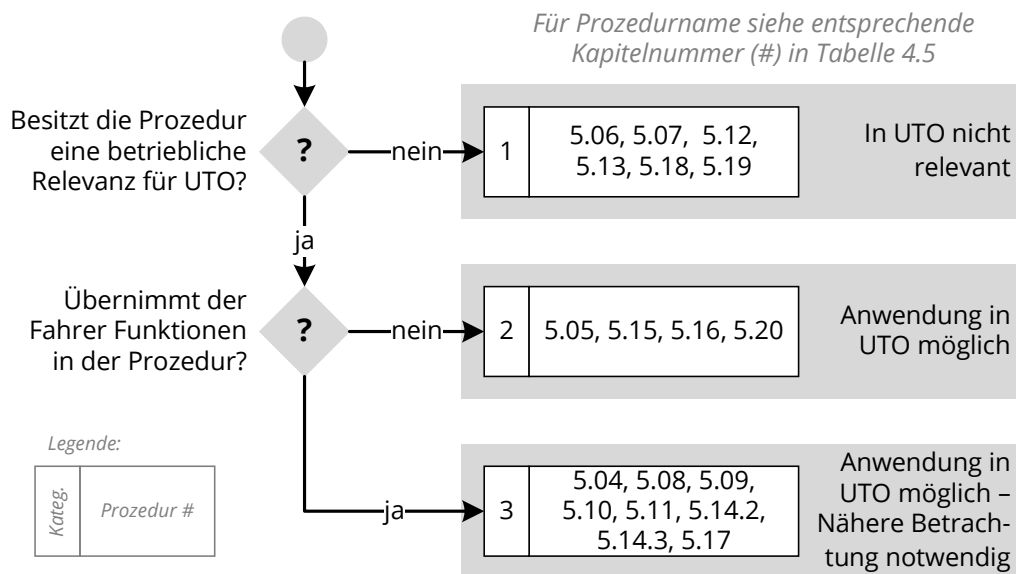 Für Prozedurname siehe entsprechende
Kapitelnummer (#) in Tabelle 4.5
Besitzt die Prozedur
eine betriebliche
Relevanz für UTO?
?
nein
1
5.06, 5.07, 5.12,
5.13, 5.18, 5.19
In UTO nicht
relevant
ja
Übernimmt der
Fahrer Funktionen
in der Prozedur?
?
nein
2
5.05, 5.15, 5.16, 5.20
Anwendung in
UTO möglich
ja
3
5.04, 5.08, 5.09,
5.10, 5.11, 5.14.2,
5.14.3, 5.17
Anwendung in
UTO möglich –
Nähere Betrach-
tung notwendig
Legende:
Kateg.
Prozedur #